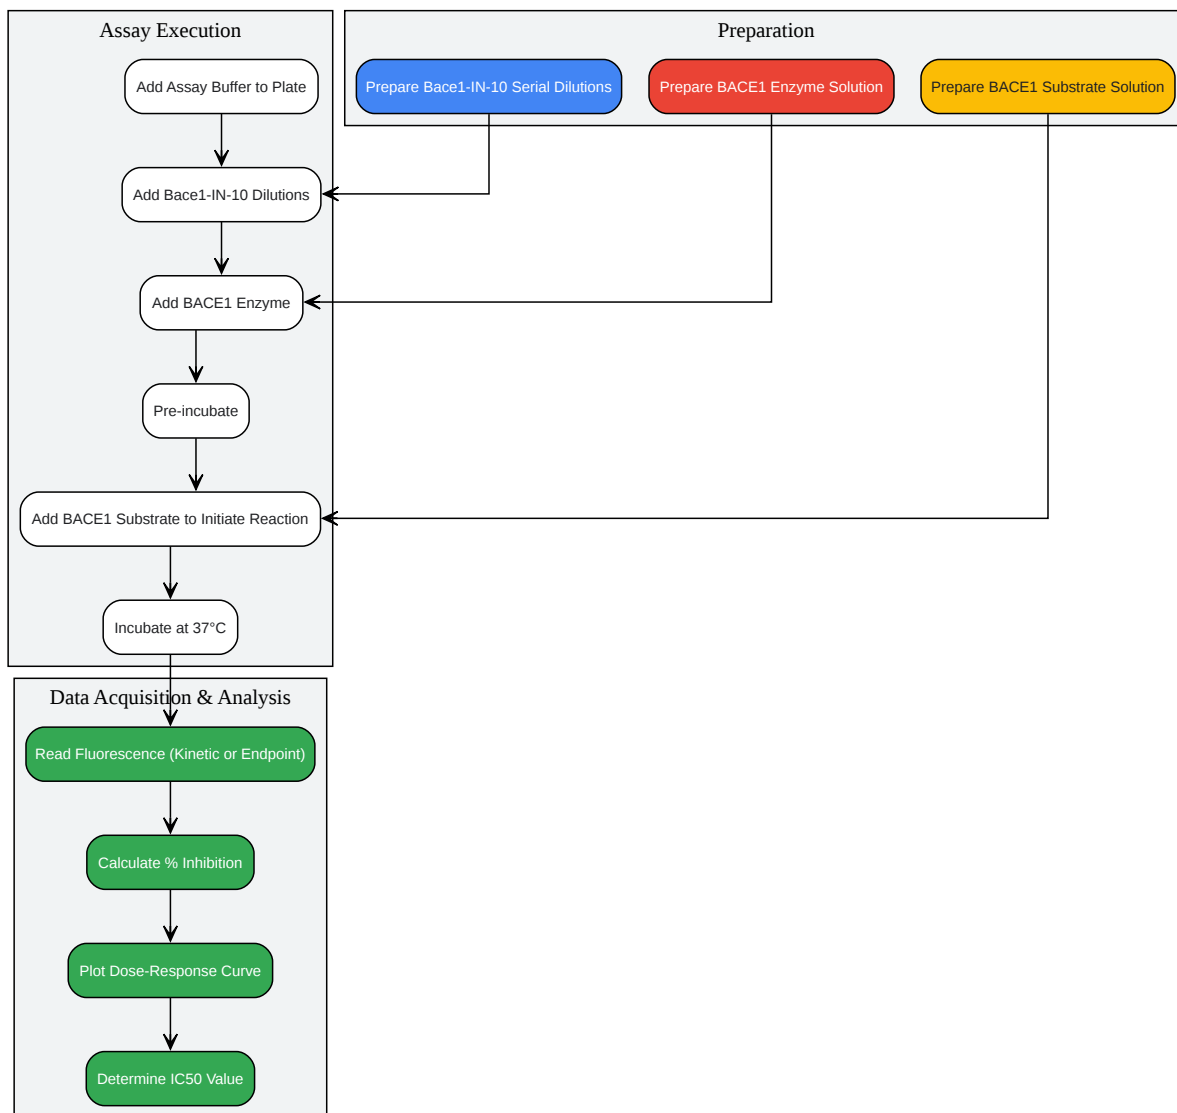 Assay Execution
Add Assay Buffer to Plate
Add Bace1-IN-10 Dilutions
Add BACE1 Enzyme
Pre-incubate
Add BACE1 Substrate to Initiate Reaction
Incubate at 37°C
Preparation
Prepare Bace1-IN-10 Serial Dilutions
Prepare BACE1 Enzyme Solution
Prepare BACE1 Substrate Solution
Data Acquisition & Analysis
Read Fluorescence (Kinetic or Endpoint)
Calculate % Inhibition
Plot Dose-Response Curve
Determine IC50 Value